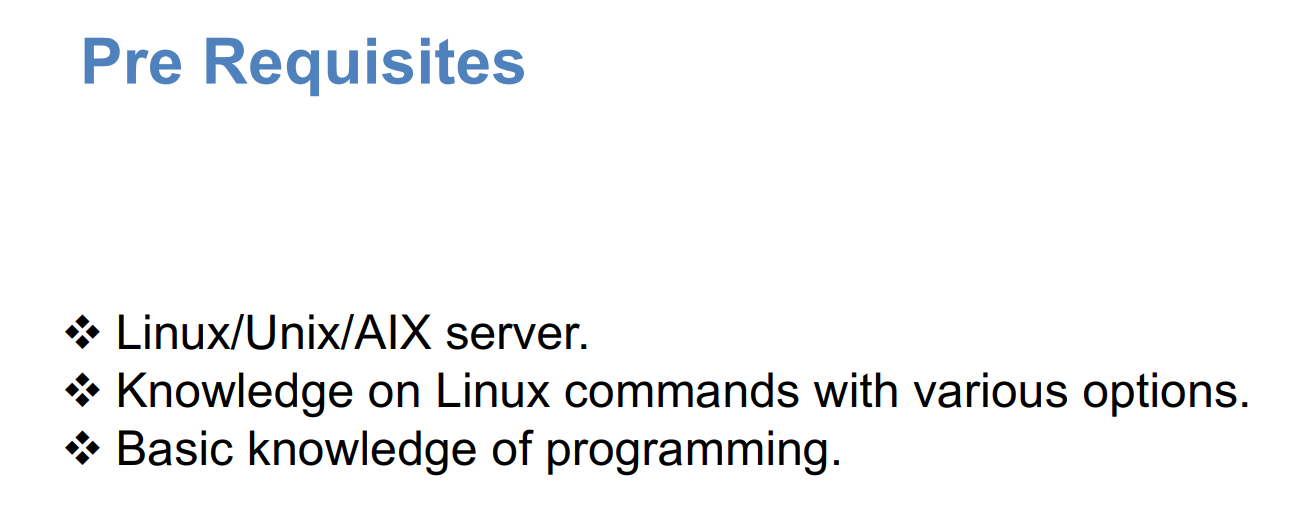 Pre Requisites
❖ Linux/Unix/AIX server.
❖ Knowledge on Linux commands with various options.
❖ Basic knowledge of programming.